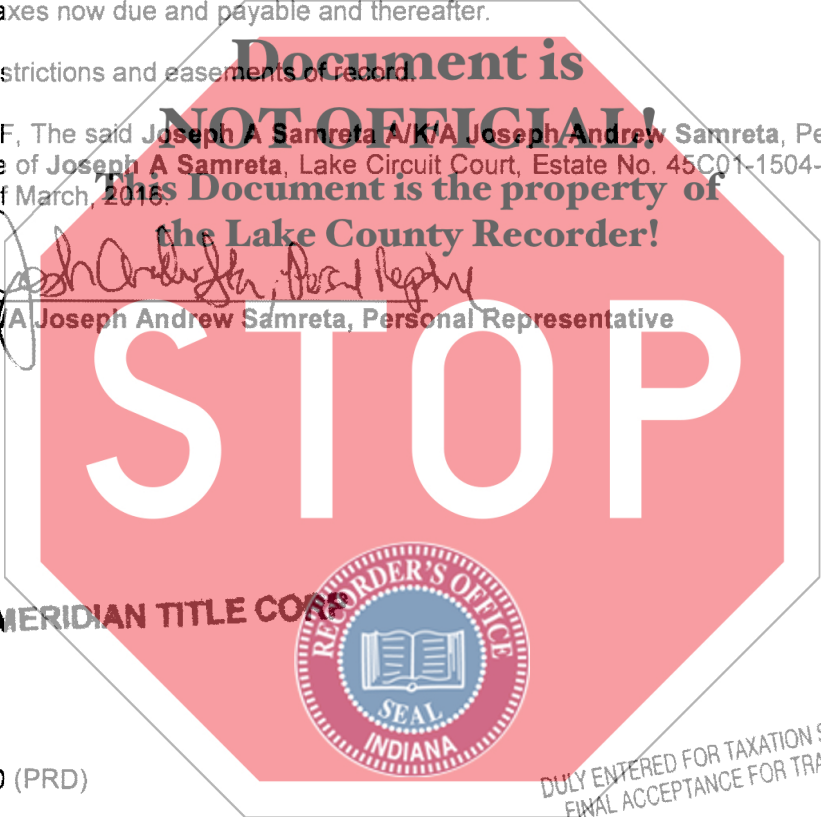 axes now due and payable and thereafter.
Document is
strictions and easements of record.
NOT OFFICIAL!
F, The said Joseph A Samreta A/K/A Joseph Andrew Samreta, Pe
e of Joseph A Samreta, Lake Circuit Court, Estate No. 45C01-1504-
This Document is the property of
f March, 2016.
the Lake County Recorder!
/A Joseph Andrew Samreta, Personal Representative
STOP
MERIDIAN TITLE CORP
RECORDER'S OFFICE
SEAL
INDIANA
(PRD)
DULY ENTERED FOR TAXATION S
FINAL ACCEPTANCE FOR TRA